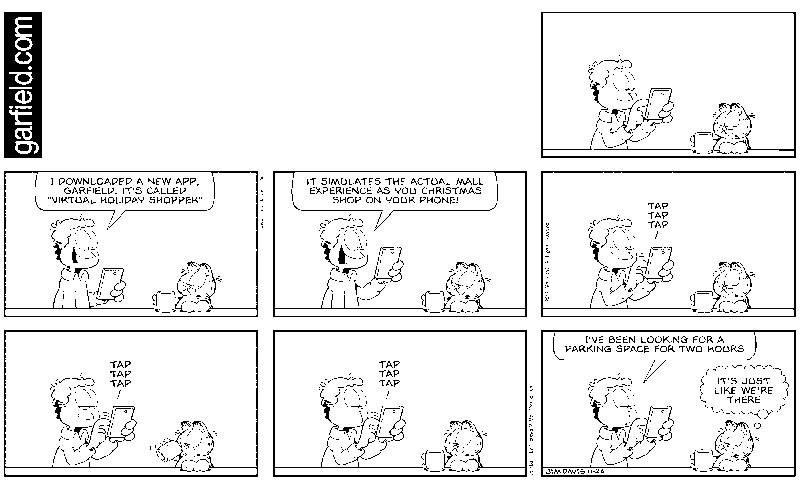 garfield.com
I DOWNLOADED A NEW APP,
GARFIELD. IT'S CALLED
"VIRTUAL HOLIDAY SHOPPER"
IT SIMULATES THE ACTUAL MALL
EXPERIENCE AS YOU CHRISTMAS
SHOP ON YOUR PHONE!
TAP
TAP
TAP
TAP
TAP
TAP
TAP
TAP
TAP
I'VE BEEN LOOKING FOR A
PARKING SPACE FOR TWO HOURS
IT'S JUST
LIKE WE'RE
THERE
JIM DAVIS 11-26